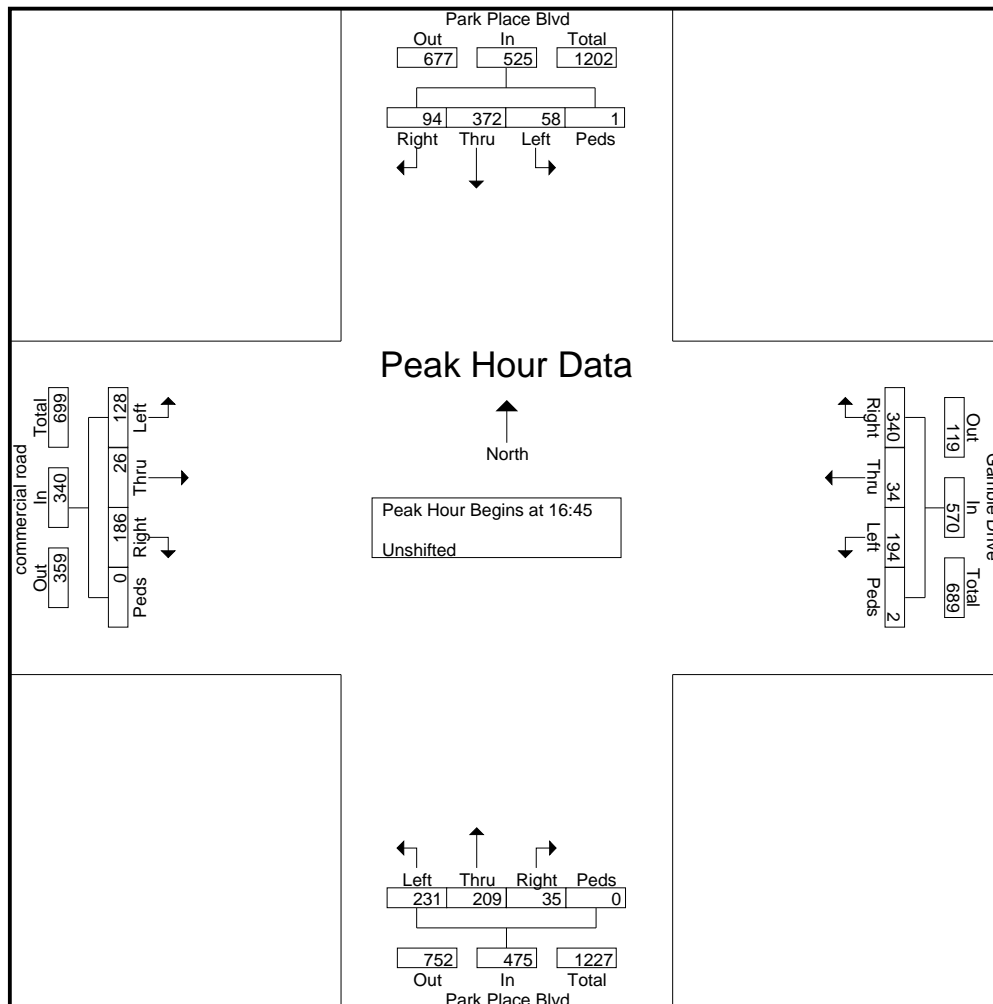 Park Place Blvd
Out In Total
677 525 1202
94 372 58 1
Right Thru Left Peds
Peak Hour Data
North
Peak Hour Begins at 16:45
Unshifted
commercial road
Out In Total
359 340 699
128 26 186 0
Left Thru Right Peds
Gamble Drive
Out In Total
119 570 689
340 34 194 2
Right Thru Left Peds
Left Thru Right Peds
231 209 35 0
752 475 1227
Out In Total
Park Place Blvd